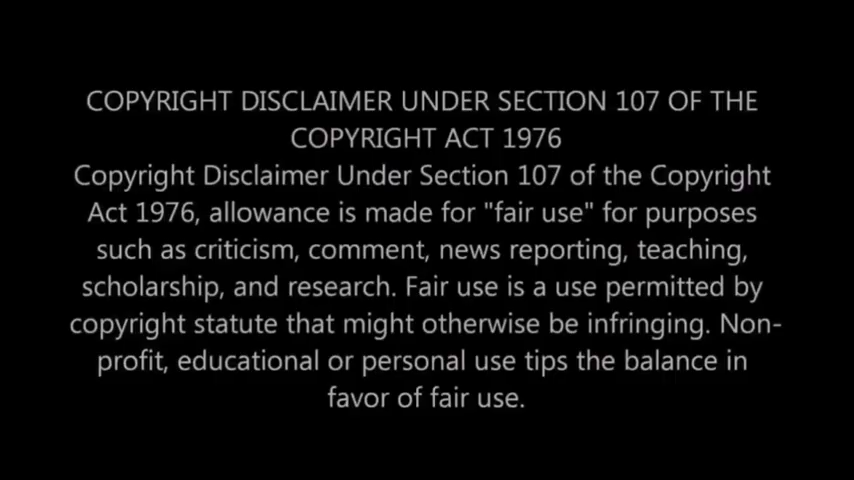 COPYRIGHT DISCLAIMER UNDER SECTION 107 OF THE
COPYRIGHT ACT 1976
Copyright Disclaimer Under Section 107 of the Copyright
Act 1976, allowance is made for "fair use" for purposes
such as criticism, comment, news reporting, teaching,
scholarship, and research. Fair use is a use permitted by
copyright statute that might otherwise be infringing. Non-
profit, educational or personal use tips the balance in
favor of fair use.